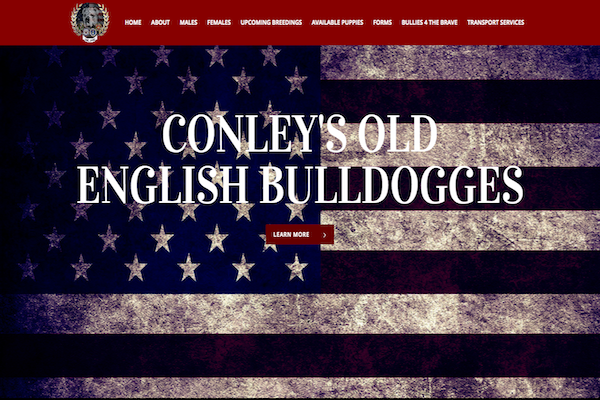 HOME ABOUT MALES FEMALES UPCOMING BREEDINGS AVAILABLE PUPPIES FORMS BULLIES 4 THE BRAVE TRANSPORT SERVICES
CONLEY'S OLD
ENGLISH BULLDOGGES
LEARN MORE >